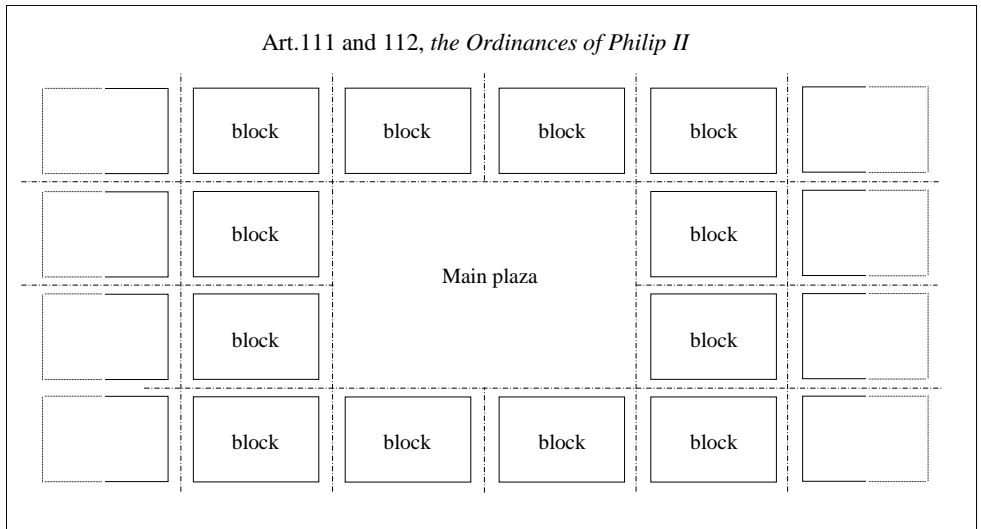 Art.111 and 112, the Ordinances of Philip II
block block block block
block block
Main plaza
block block
block block block block